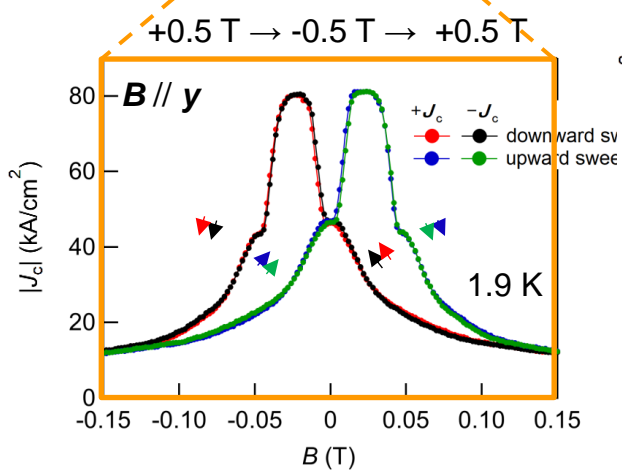 +0.5 T → -0.5 T → +0.5 T
B // y
+Jc −Jc
downward sw
upward swee
1.9 K
|Jc| (kA/cm²)
80
60
40
20
0
-0.15 -0.10 -0.05 0 0.05 0.10 0.15
B (T)